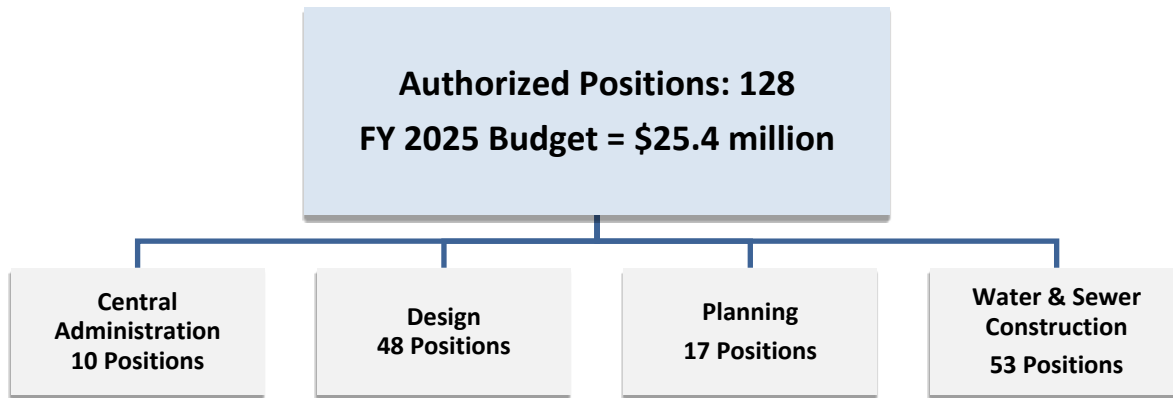 Authorized Positions: 128
FY 2025 Budget = $25.4 million
Central
Administration
10 Positions
Design
48 Positions
Planning
17 Positions
Water & Sewer
Construction
53 Positions